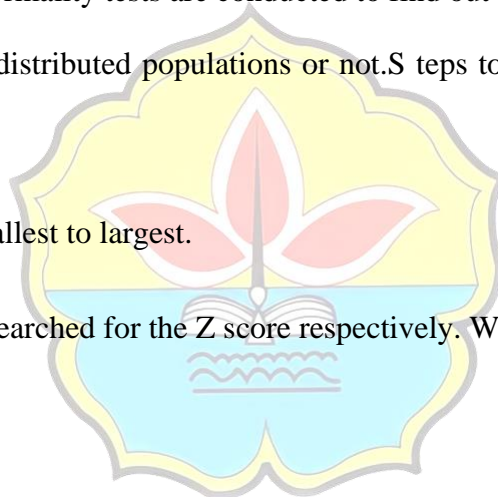 rmality tests are conducted to find out
distributed populations or not.S teps to
allest to largest.
earched for the Z score respectively. W